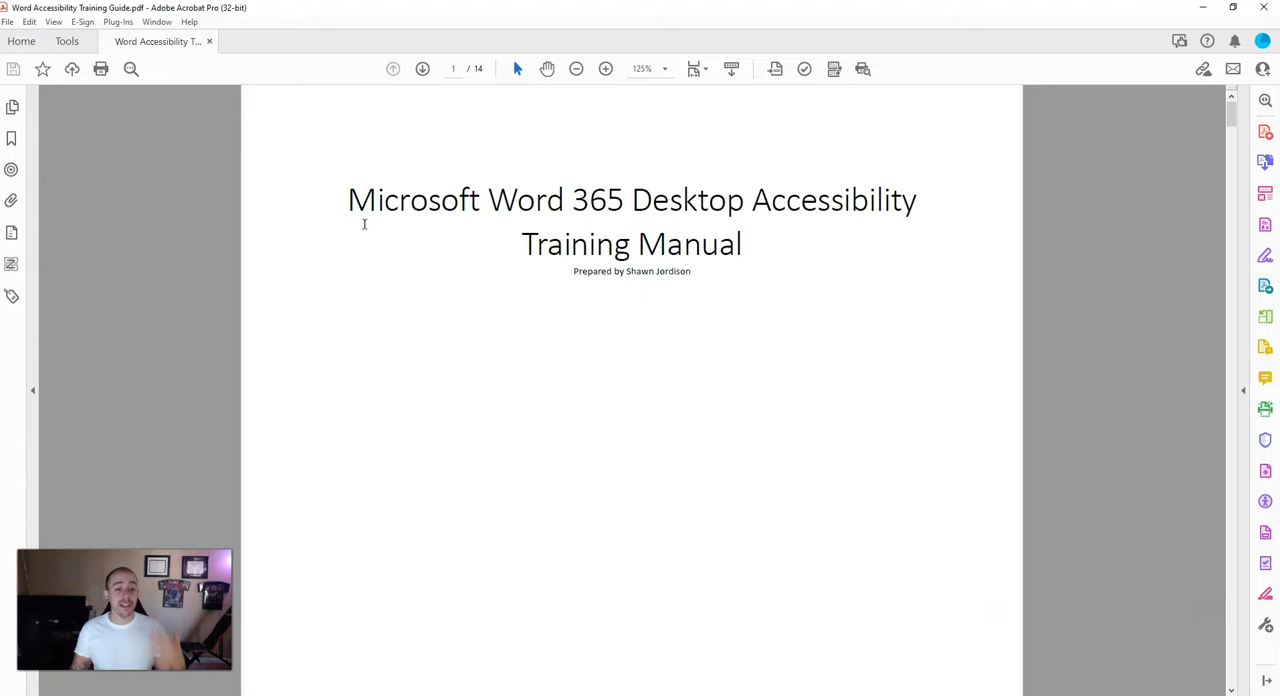 Word Accessibility Training Guide.pdf - Adobe Acrobat Pro (32-bit)
File Edit View E-Sign Plug-Ins Window Help
Home Tools Word Accessibility T... ×
1 / 14 125%
Microsoft Word 365 Desktop Accessibility
Training Manual
Prepared by Shawn Jordison